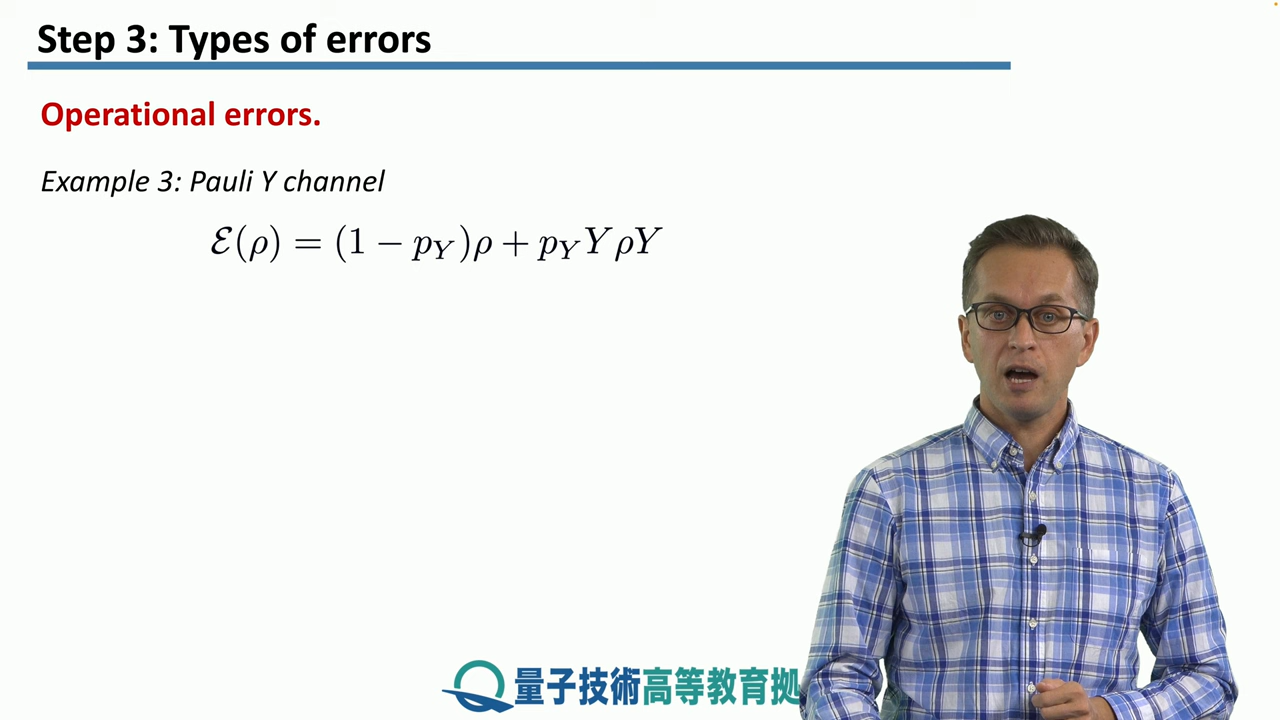 Step 3: Types of errors
Operational errors.
Example 3: Pauli Y channel
ℰ(ρ) = (1 − p_Y)ρ + p_Y YρY
量子技術高等教育拠